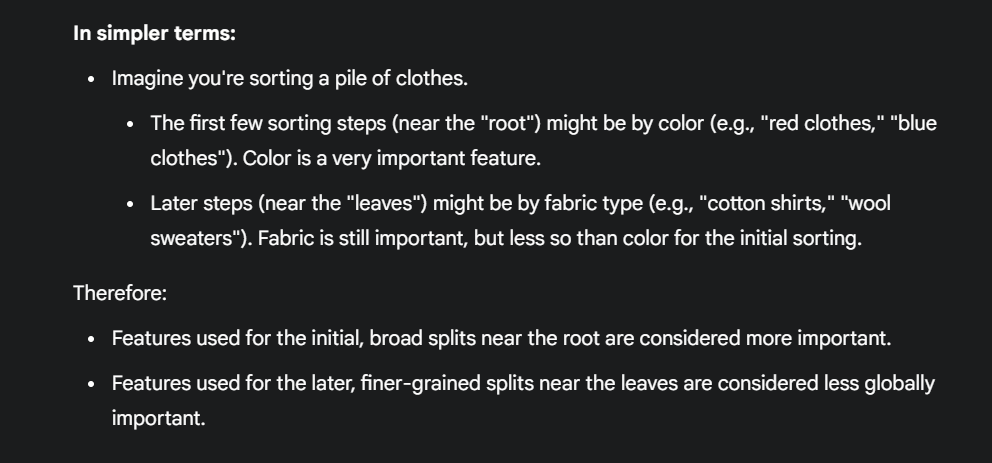 In simpler terms:
• Imagine you're sorting a pile of clothes.
• The first few sorting steps (near the "root") might be by color (e.g., "red clothes," "blue
clothes"). Color is a very important feature.
• Later steps (near the "leaves") might be by fabric type (e.g., "cotton shirts," "wool
sweaters"). Fabric is still important, but less so than color for the initial sorting.
Therefore:
• Features used for the initial, broad splits near the root are considered more important.
• Features used for the later, finer-grained splits near the leaves are considered less globally
important.